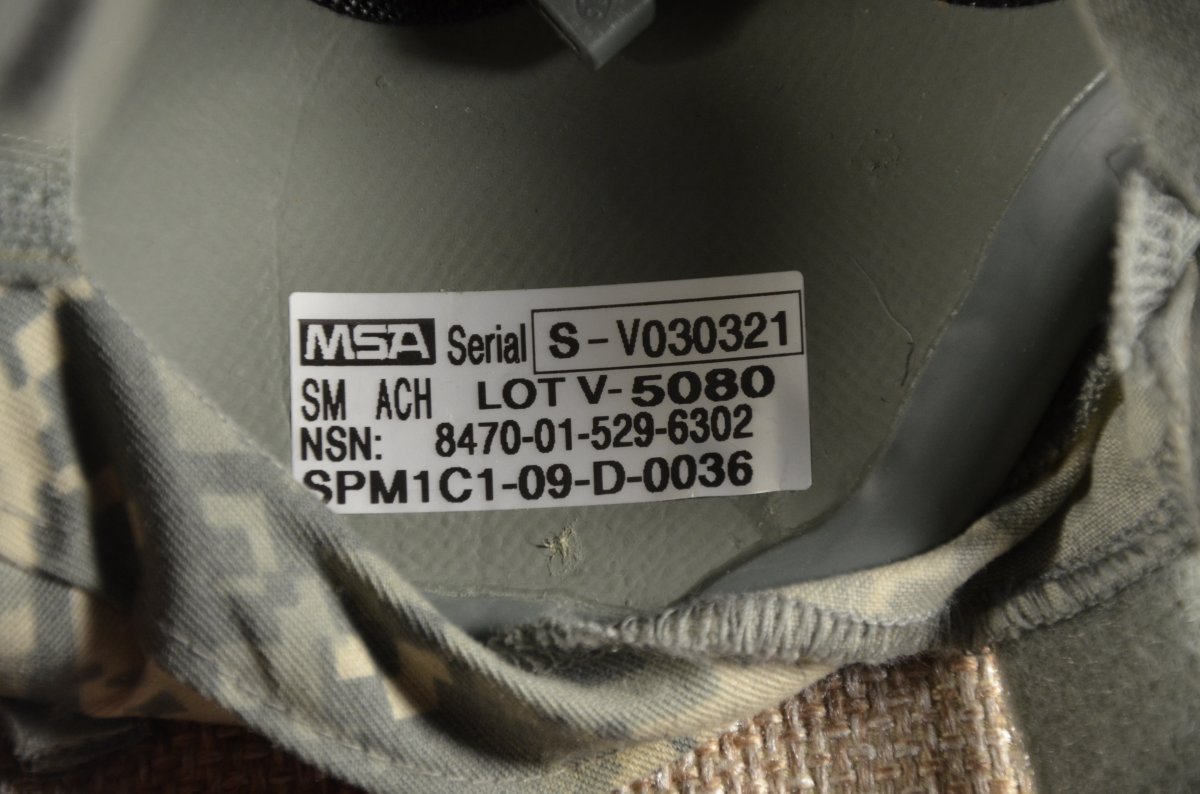 MSA Serial S-V030321
SM ACH LOT V-5080
NSN: 8470-01-529-6302
SPM1C1-09-D-0036